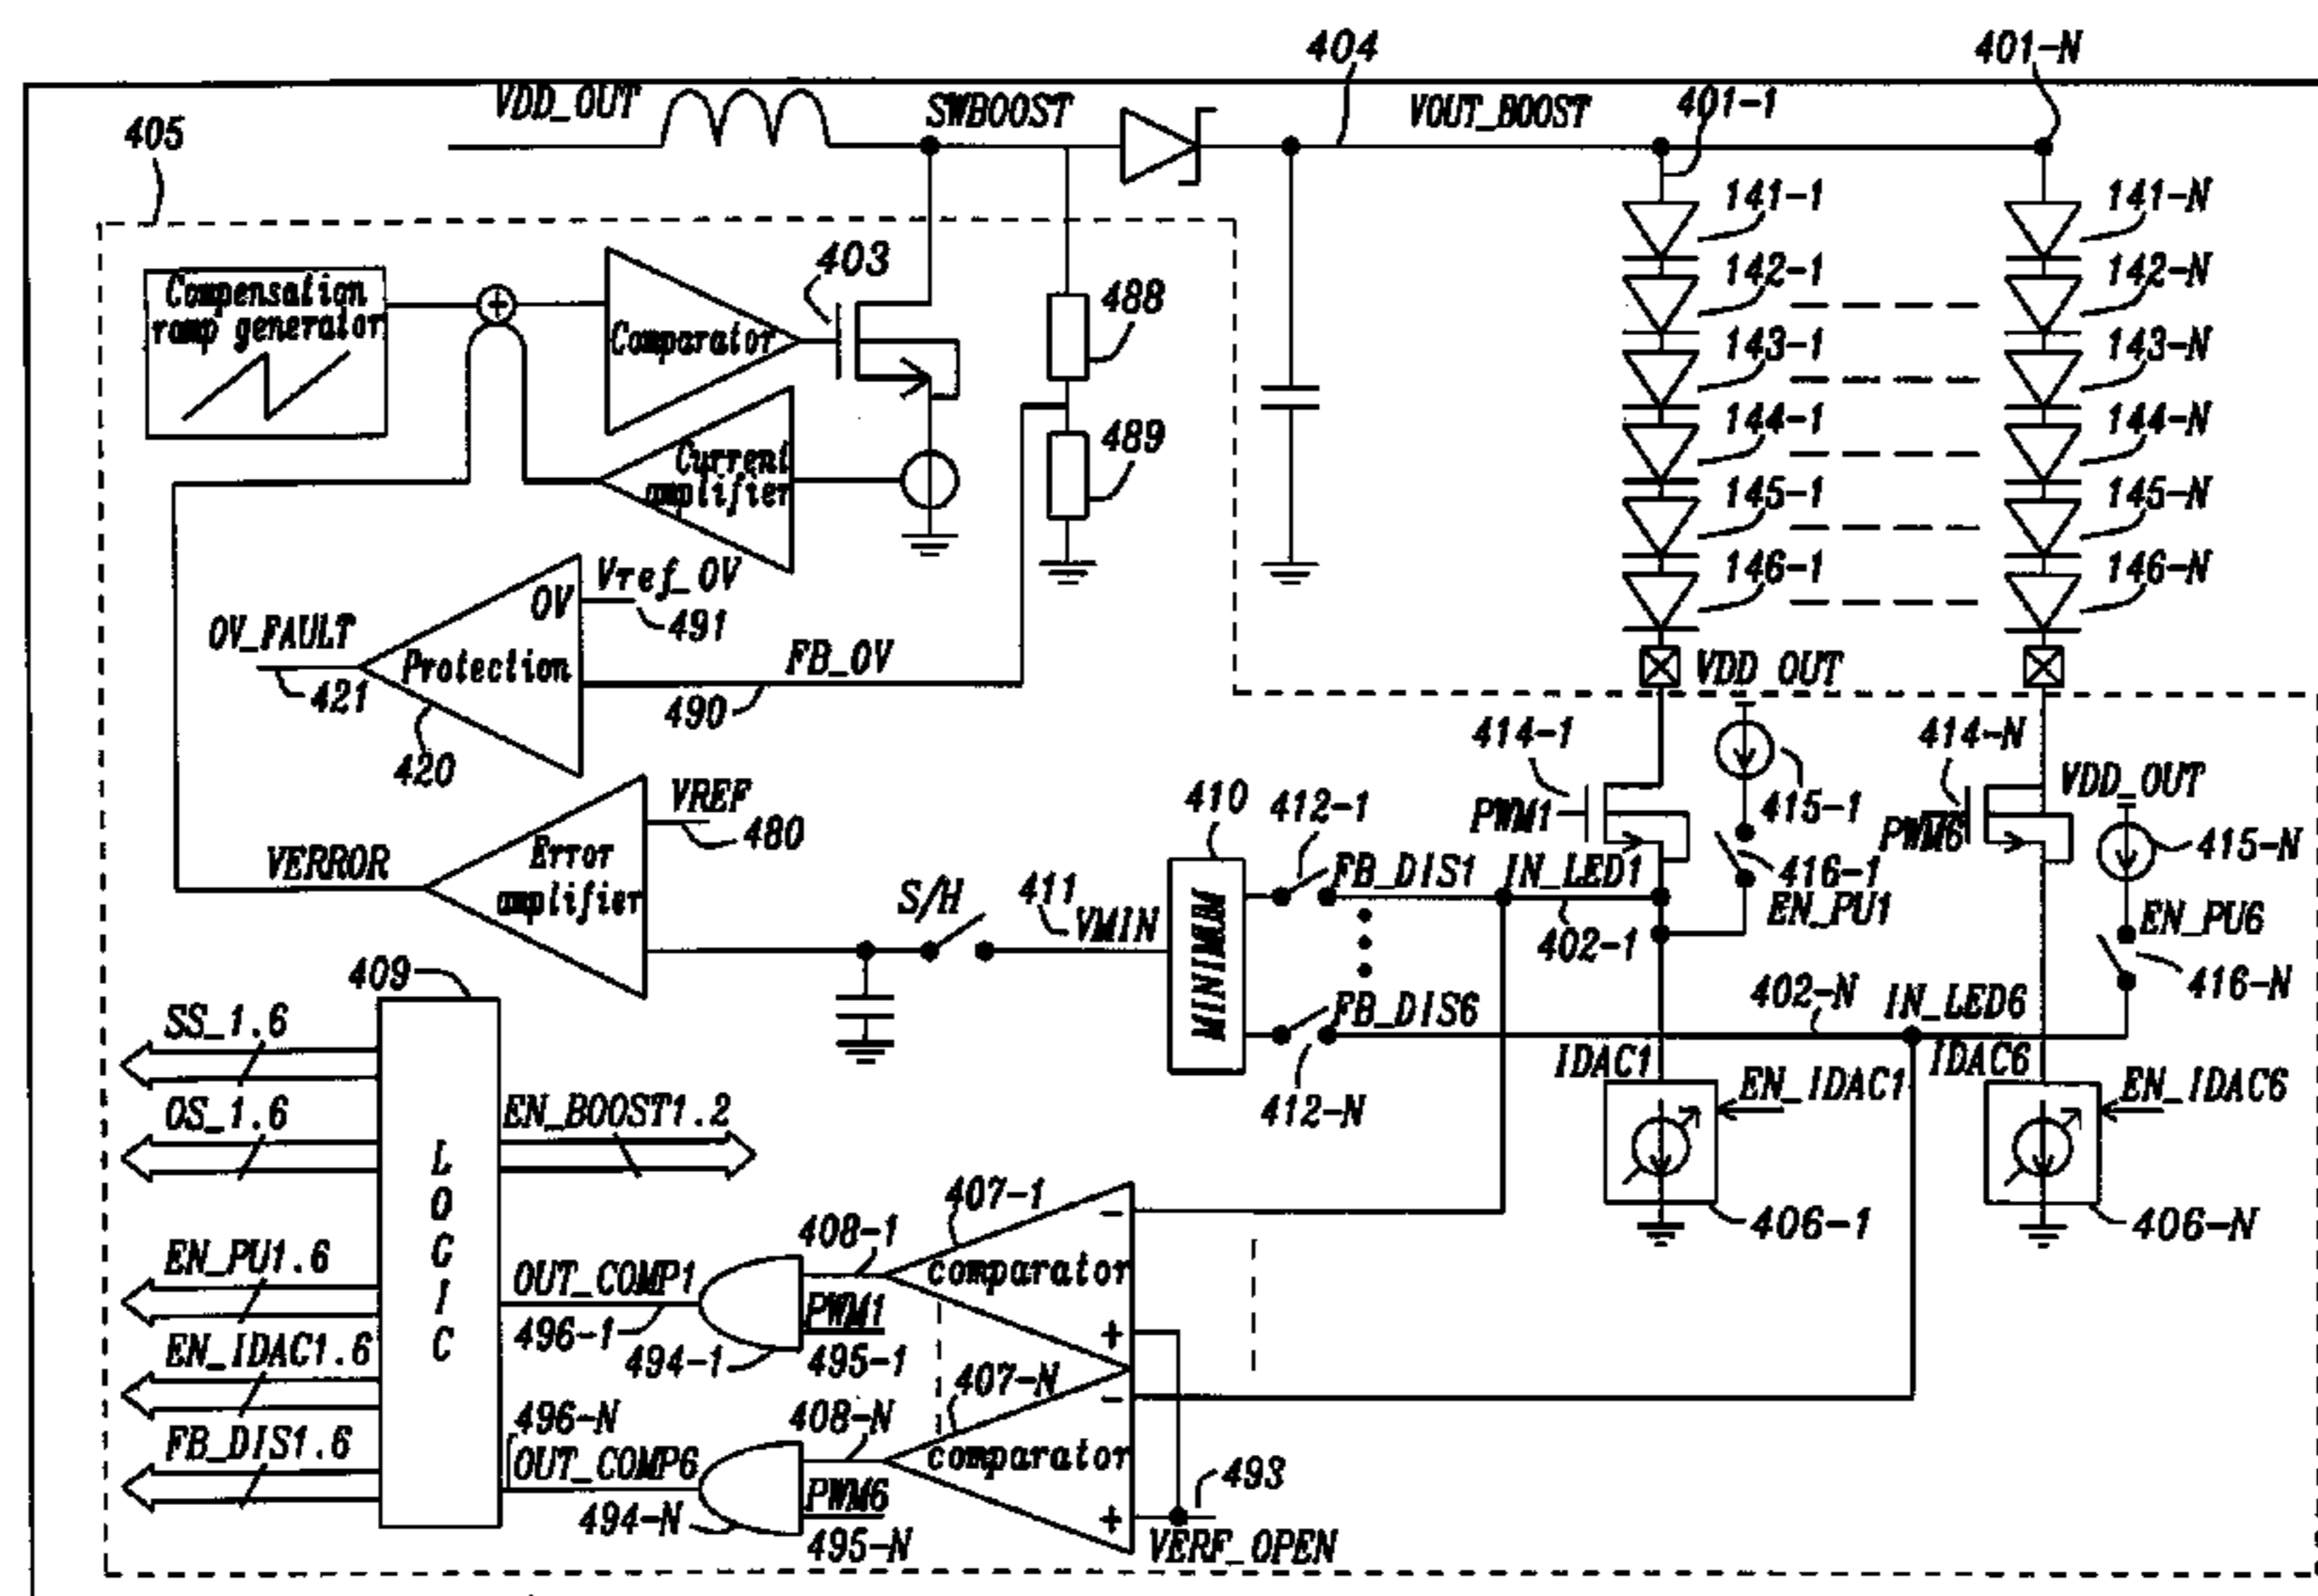 404
401-N
VDD_OUT
SWBOOST
VOUT_BOOST
401-1
405
141-1
141-N
Compensation
ramp generator
+
403
488
142-1
142-N
Comparator
143-1
143-N
Current
amplifier
489
144-1
144-N
145-1
145-N
OV
Vref_OV
491
146-1
146-N
OV_FAULT
421
Protection
FB_OV
490
420
VDD OUT
414-1
PWM1
415-1
414-N
VDD_OUT
PWM6
415-N
VREF
480
Error
amplifier
VERROR
410
412-1
S/H
411
VMIN
MINIMUM
FB_DIS1
IN_LED1
402-1
416-1
EN_PU1
EN_PU6
416-N
409
402-N
IN_LED6
FB_DIS6
412-N
IDAC1
EN_IDAC1
IDAC6
EN_IDAC6
406-1
406-N
SS_1.6
OS_1.6
EN_BOOST1.2
LOGIC
EN_PU1.6
EN_IDAC1.6
FB_DIS1.6
407-1
408-1
comparator
-
+
OUT_COMP1
496-1
494-1
PWM1
495-1
407-N
408-N
comparator
-
+
496-N
OUT_COMP6
494-N
PWM6
495-N
493
VERF_OPEN